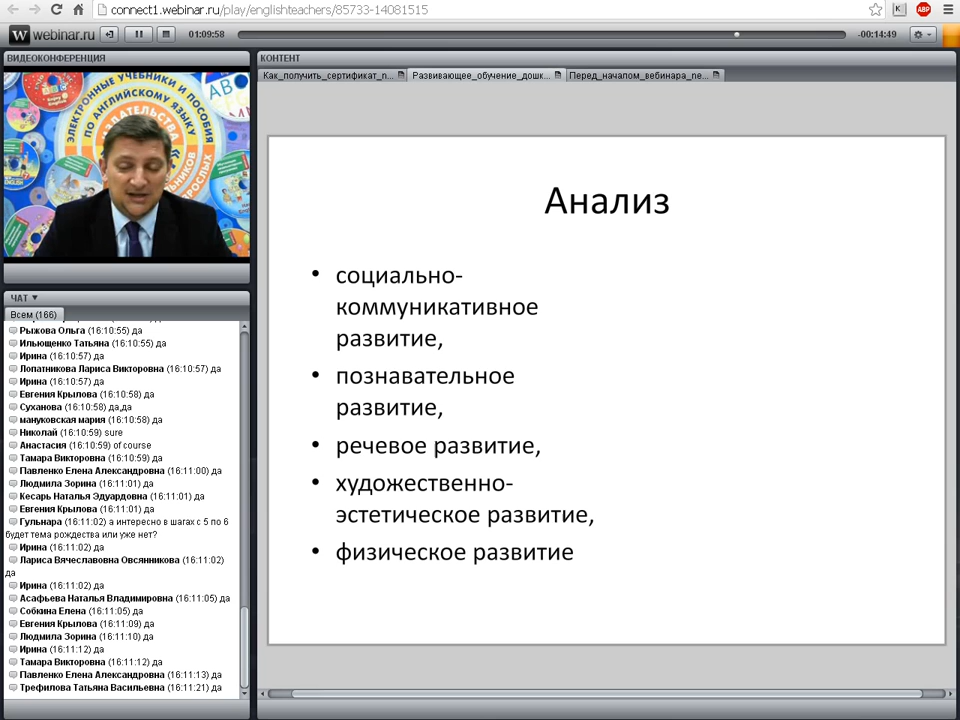 connect1.webinar.ru/play/englishteachers/85733-14081515
ABP
W webinar.ru
01:09:58
-00:14:49
ВИДЕОКОНФЕРЕНЦИЯ
ЭЛЕКТРОННЫЕ УЧЕБНИКИ И ПОСОБИЯ
ПО АНГЛИЙСКОМУ ЯЗЫКУ
ИЗДАТЕЛЬСТВА
ЧАТ
Всем (166)
Рыжова Ольга (16:10:55) да
Ильющенко Татьяна (16:10:55) да
Ирина (16:10:57) да
Лопатникова Лариса Викторовна (16:10:57) да
Ирина (16:10:57) да
Евгения Крылова (16:10:58) да
Суханова (16:10:58) да,да
мануковская мария (16:10:58) да
Николай (16:10:59) sure
Анастасия (16:10:59) of course
Тамара Викторовна (16:10:59) да
Павленко Елена Александровна (16:11:00) да
Людмила Зорина (16:11:01) да
Кесарь Наталья Эдуардовна (16:11:01) да
Евгения Крылова (16:11:01) да
Гульнара (16:11:02) а интересно в шагах с 5 по 6
будет тема рождества или уже нет?
Ирина (16:11:02) да
Лариса Вячеславовна Овсянникова (16:11:02)
да
Ирина (16:11:02) да
Асафьева Наталья Владимировна (16:11:05) да
Собкина Елена (16:11:05) да
Евгения Крылова (16:11:09) да
Людмила Зорина (16:11:10) да
Ирина (16:11:12) да
Тамара Викторовна (16:11:12) да
Павленко Елена Александровна (16:11:13) да
Трефилова Татьяна Васильевна (16:11:21) да
КОНТЕНТ
Как_получить_сертификат_п...
Развивающее_обучение_дошк...
Перед_началом_вебинара_пе...
Анализ
• социально-
коммуникативное
развитие,
• познавательное
развитие,
• речевое развитие,
• художественно-
эстетическое развитие,
• физическое развитие